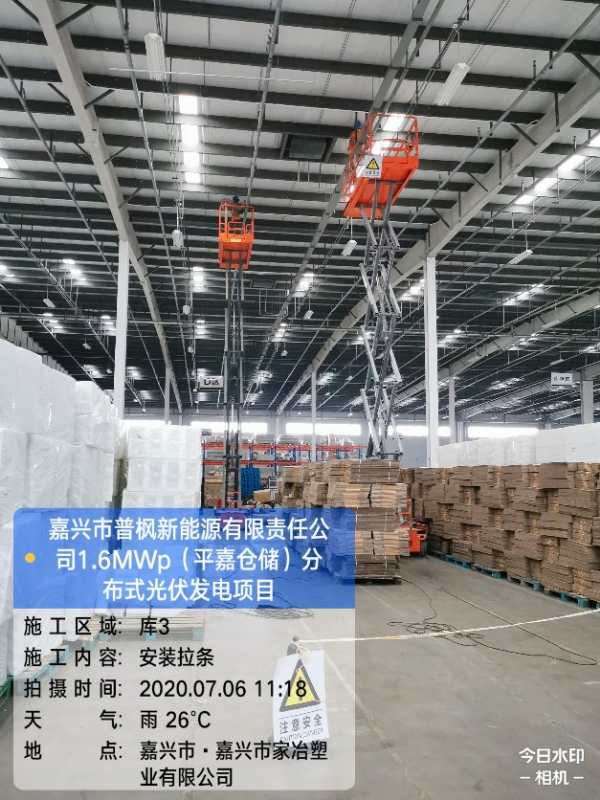 嘉兴市普枫新能源有限责任公
司1.6MWp（平嘉仓储）分
布式光伏发电项目
施工区域: 库3
施工内容: 安装拉条
拍摄时间: 2020.07.06 11:18
天气: 雨 26°C
地点: 嘉兴市·嘉兴市家冶塑
业有限公司
注意安全
今日水印
-相机-